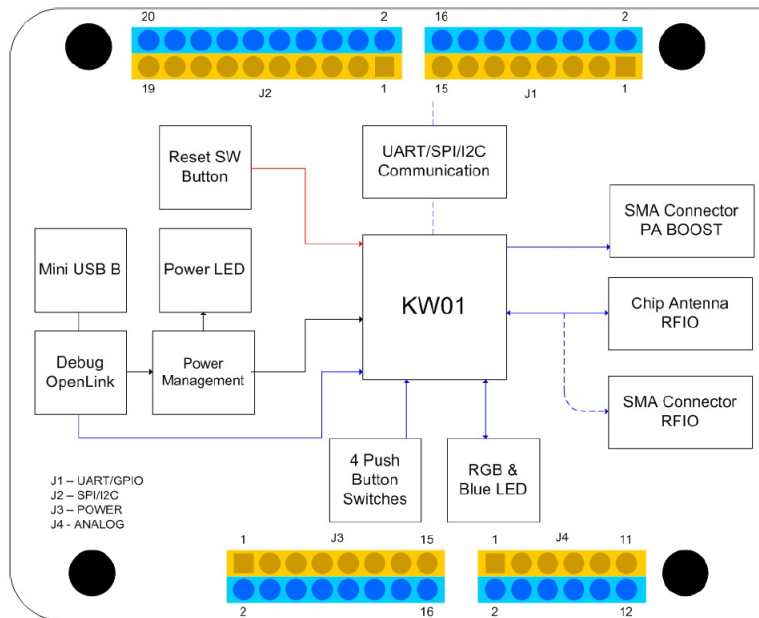 20
2
16
2
19
J2
1
15
J1
1
Reset SW
Button
UART/SPI/I2C
Communication
SMA Connector
PA BOOST
Mini USB B
Power LED
KW01
Chip Antenna
RFIO
Debug
OpenLink
Power
Management
SMA Connector
RFIO
4 Push
Button
Switches
RGB &
Blue LED
J1 – UART/GPIO
J2 – SPI/I2C
J3 – POWER
J4 - ANALOG
1
J3
15
1
J4
11
2
16
2
12